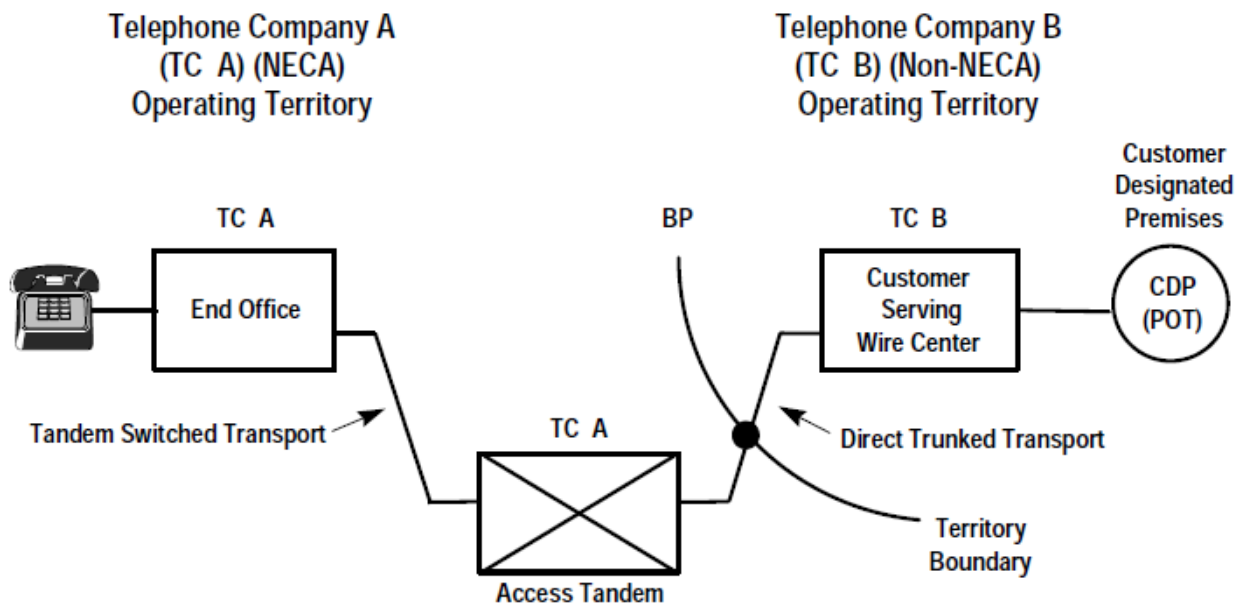 Telephone Company A
(TC A) (NECA)
Operating Territory
Telephone Company B
(TC B) (Non-NECA)
Operating Territory
Customer
Designated
Premises
TC A
BP
TC B
End Office
Customer
Serving
Wire Center
CDP
(POT)
Tandem Switched Transport
TC A
Direct Trunked Transport
Territory
Boundary
Access Tandem